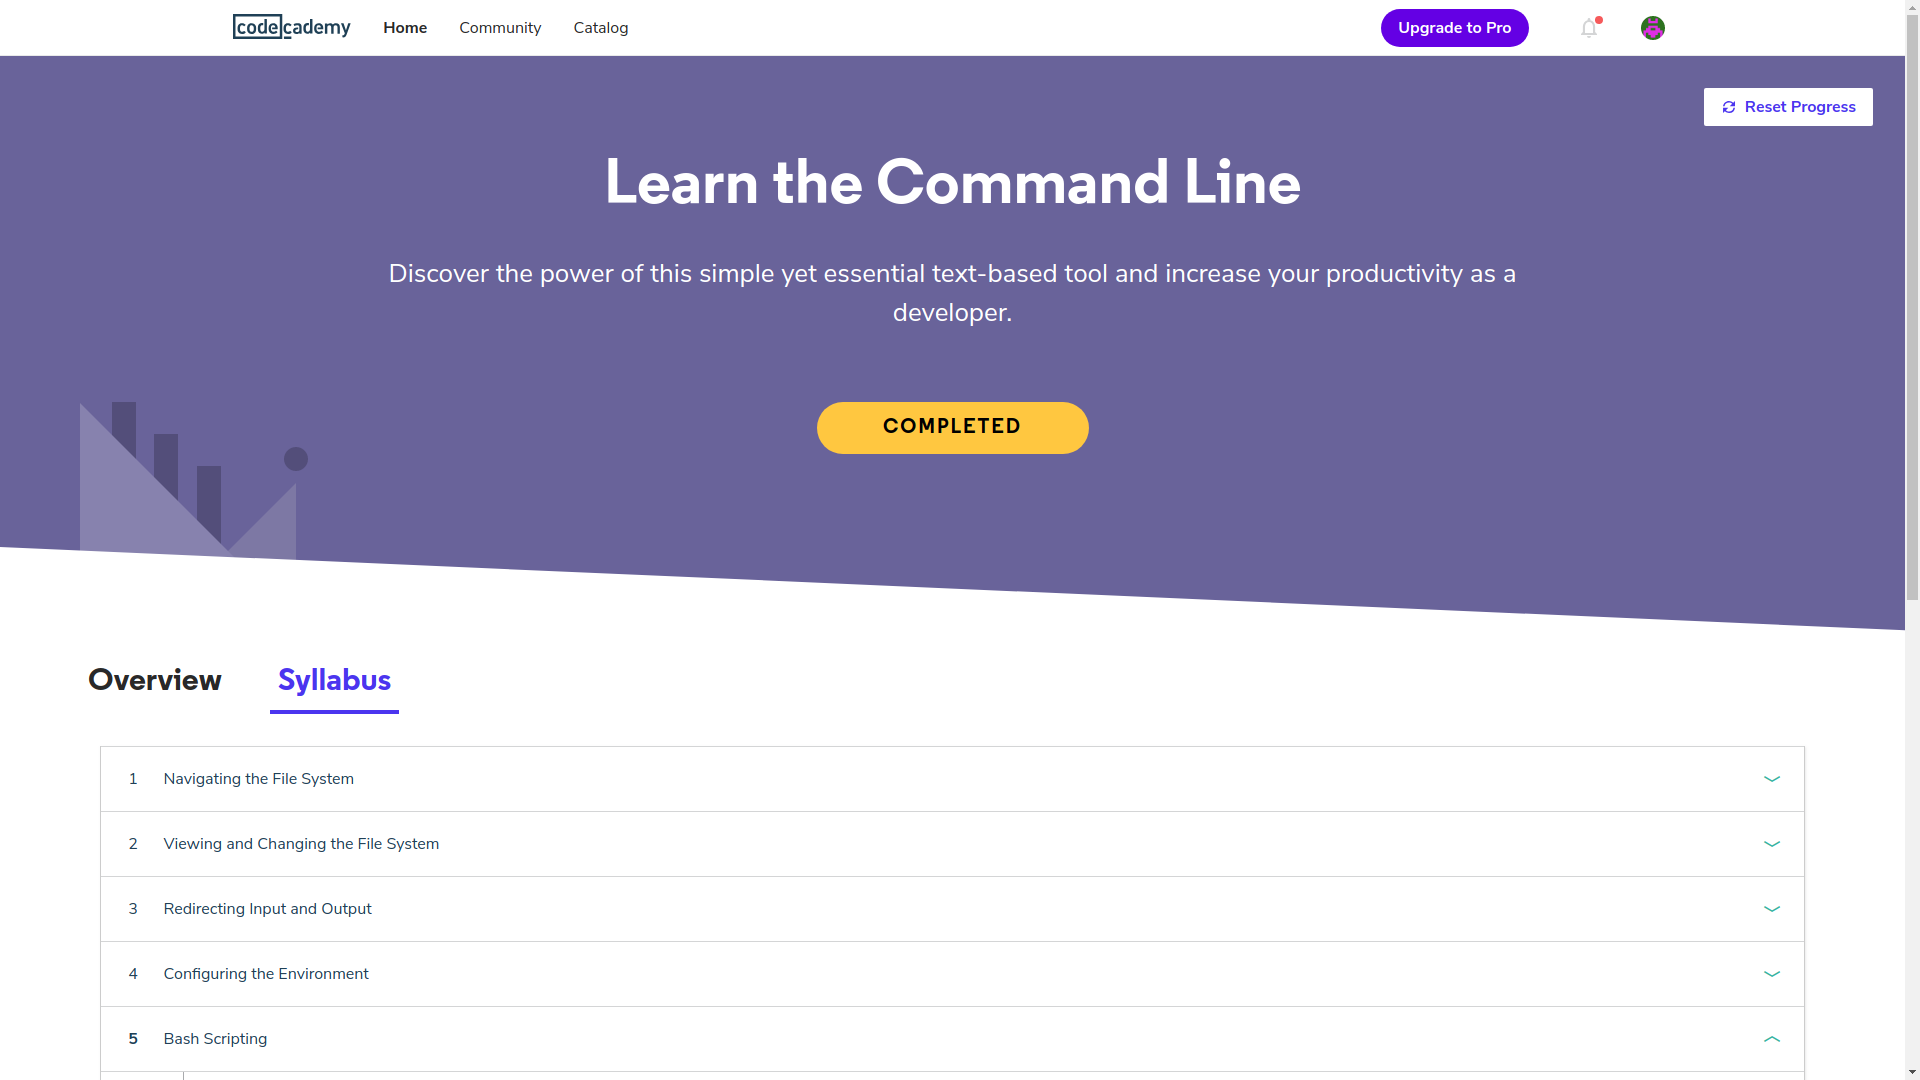 codecademy Home Community Catalog Upgrade to Pro
Reset Progress
Learn the Command Line
Discover the power of this simple yet essential text-based tool and increase your productivity as a
developer.
COMPLETED
Overview Syllabus
1 Navigating the File System
2 Viewing and Changing the File System
3 Redirecting Input and Output
4 Configuring the Environment
5 Bash Scripting